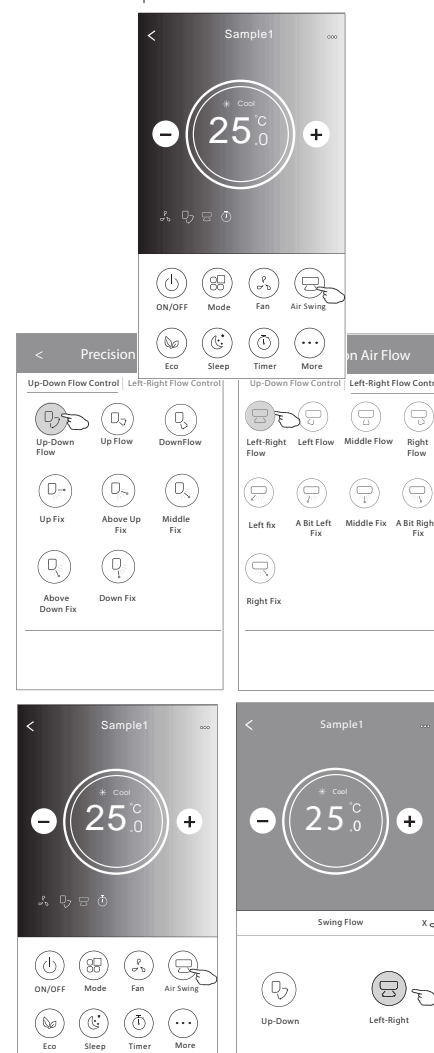 < Sample1 ooo
Cool
25.0°C
ON/OFF Mode Fan Air Swing
Eco Sleep Timer More
< Precision
Up-Down Flow Control Left-Right Flow Control
Up-Down Flow
Up Flow
DownFlow
Up Fix
Above Up Fix
Middle Fix
Above Down Fix
Down Fix
Air Flow
Up-Down Flow Control Left-Right Flow
Left-Right Flow
Left Flow
Middle Flow
Right Flow
Left fix
A Bit Left Fix
Middle Fix
A Bit Fix
Right Fix
< Sample1 ooo
Cool
25.0°C
ON/OFF Mode Fan Air Swing
Eco Sleep Timer More
< Sample1 ...
Cool
25.0°C
Swing Flow X
Up-Down Left-Right